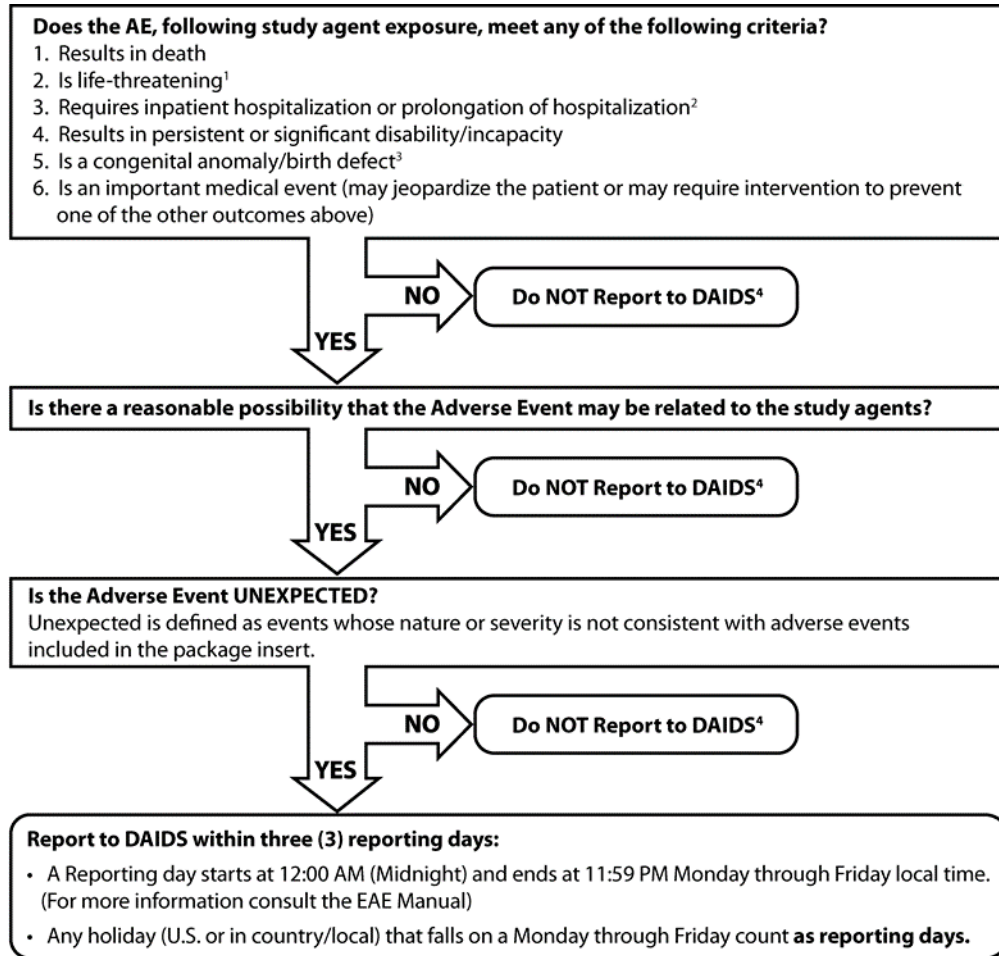 Does the AE, following study agent exposure, meet any of the following criteria?
1. Results in death
2. Is life-threatening¹
3. Requires inpatient hospitalization or prolongation of hospitalization²
4. Results in persistent or significant disability/incapacity
5. Is a congenital anomaly/birth defect³
6. Is an important medical event (may jeopardize the patient or may require intervention to prevent
one of the other outcomes above)
NO
Do NOT Report to DAIDS⁴
YES
Is there a reasonable possibility that the Adverse Event may be related to the study agents?
NO
Do NOT Report to DAIDS⁴
YES
Is the Adverse Event UNEXPECTED?
Unexpected is defined as events whose nature or severity is not consistent with adverse events
included in the package insert.
NO
Do NOT Report to DAIDS⁴
YES
Report to DAIDS within three (3) reporting days:
• A Reporting day starts at 12:00 AM (Midnight) and ends at 11:59 PM Monday through Friday local time.
(For more information consult the EAE Manual)
• Any holiday (U.S. or in country/local) that falls on a Monday through Friday count as reporting days.